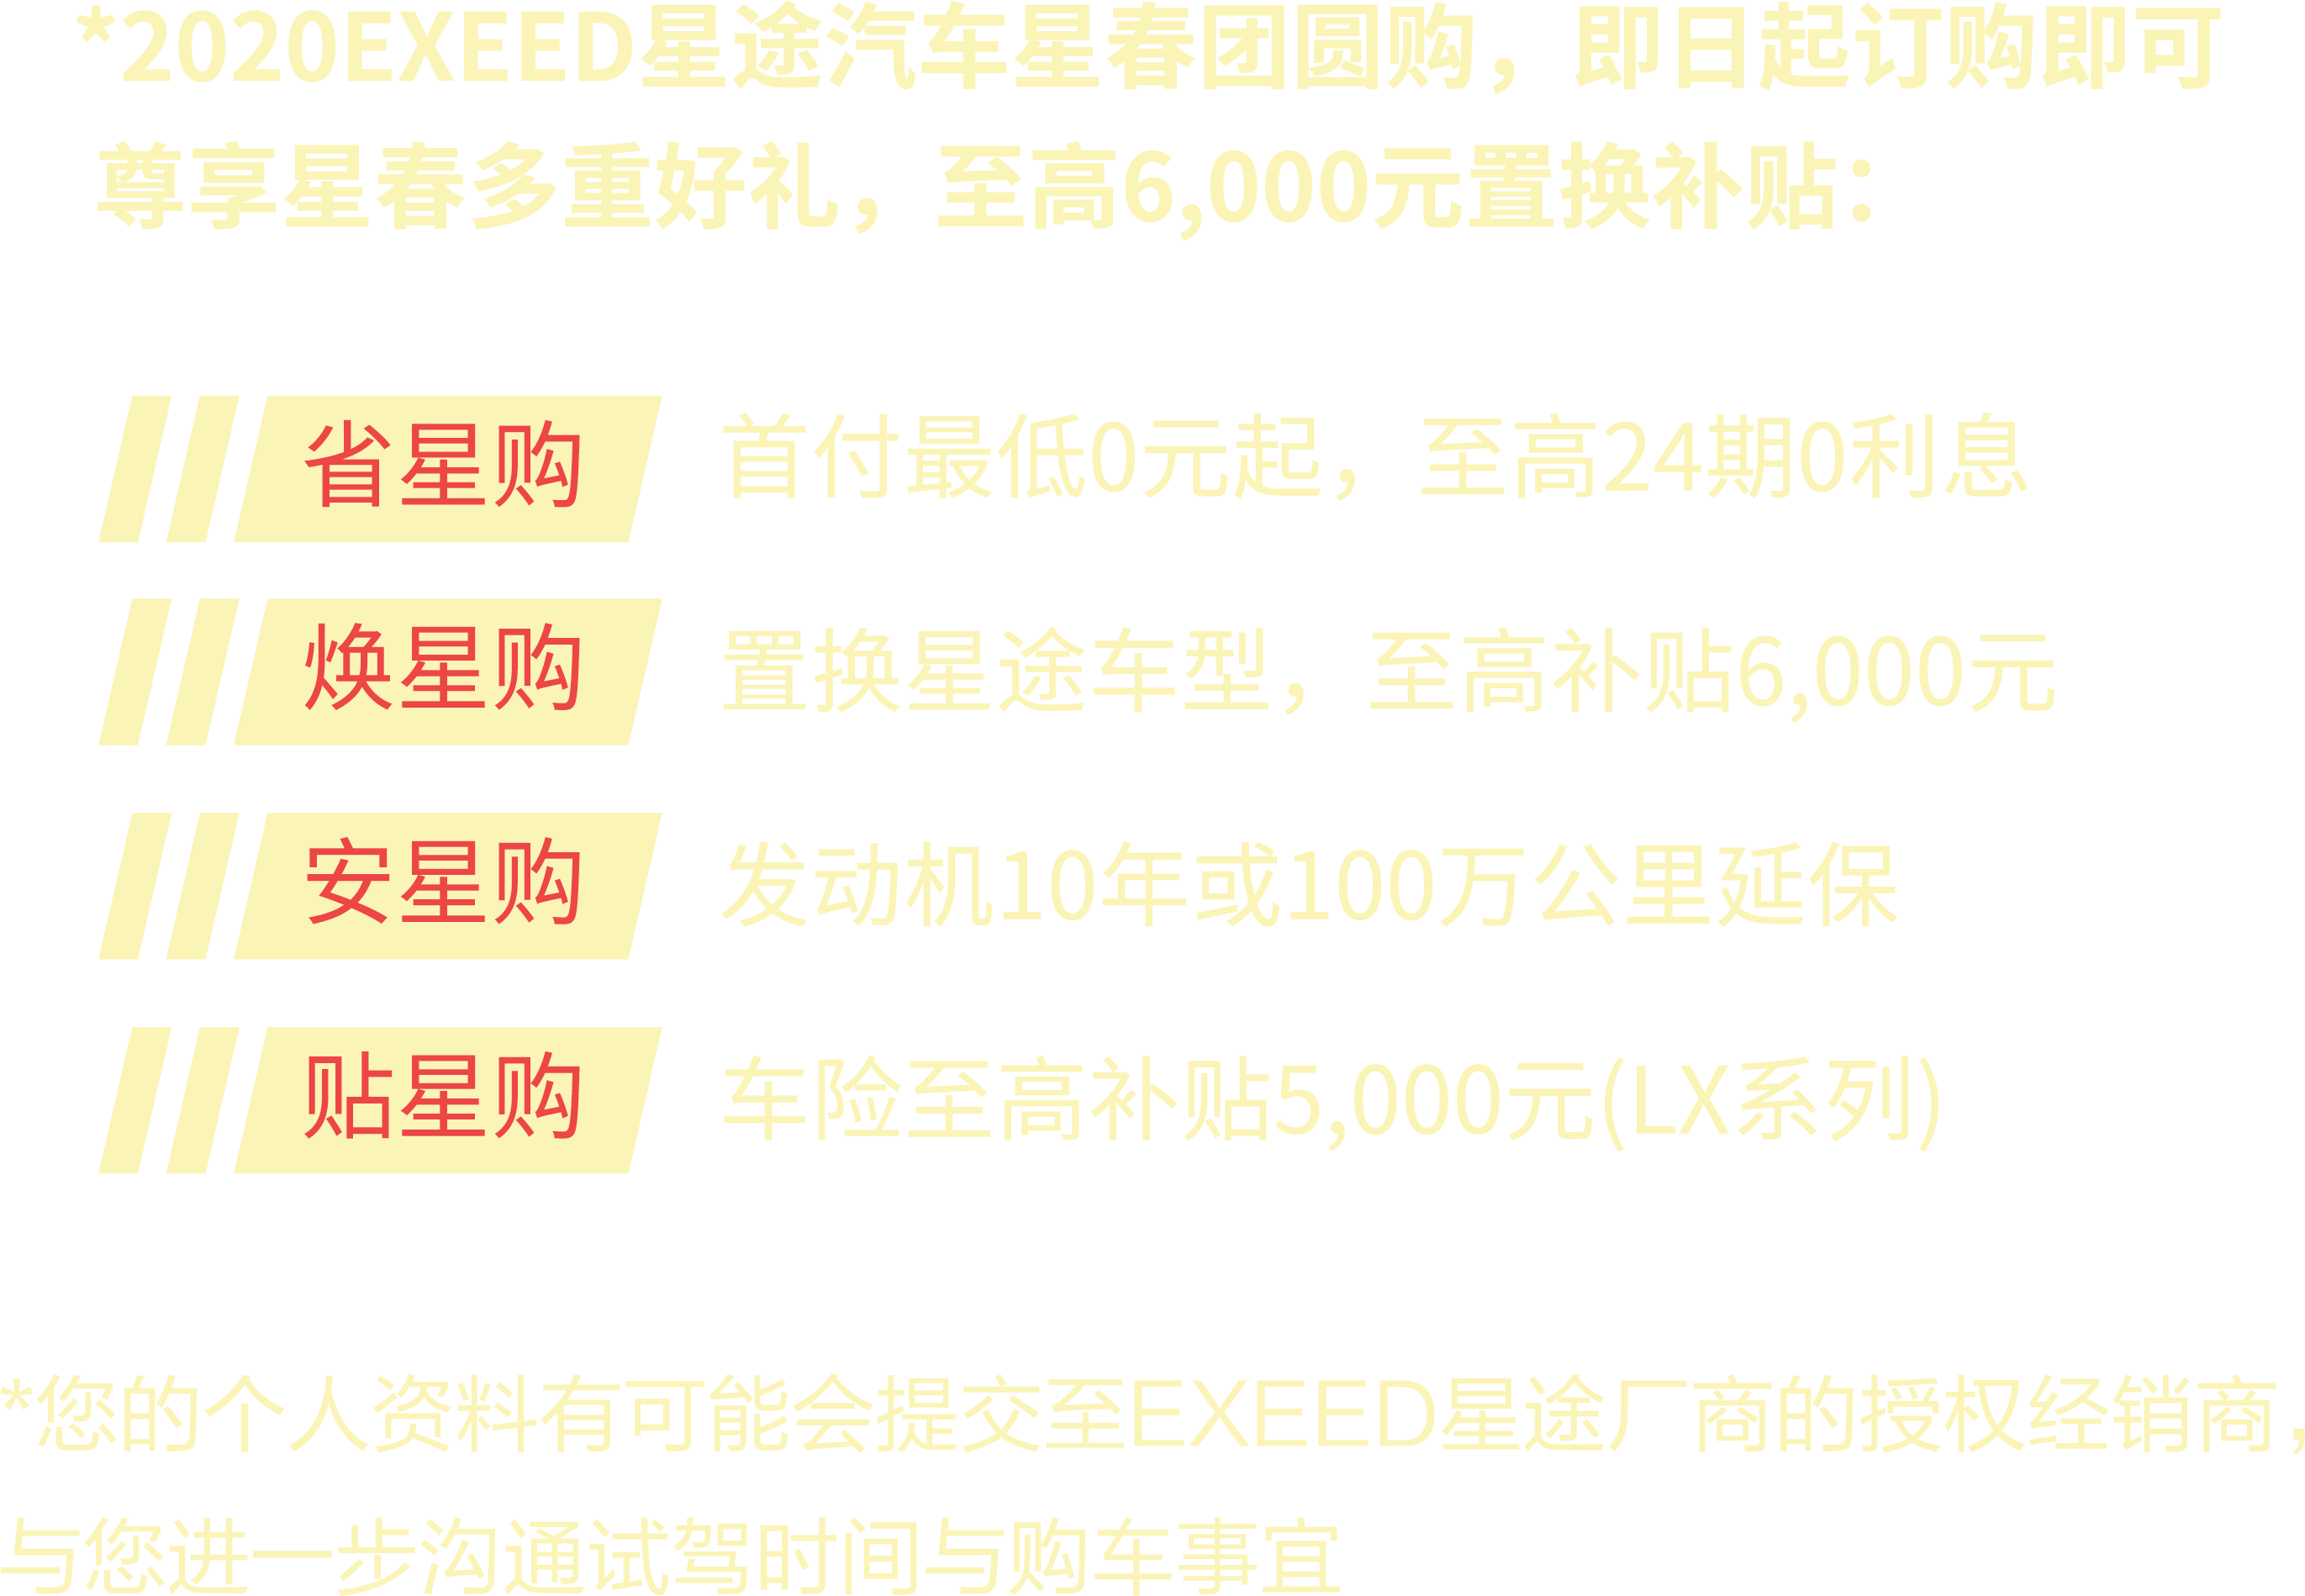 *2020EXEED星途汽车星春团圆购，即日起订购即可
尊享星春多重好礼，至高6,000元置换补贴：
省星购 首付最低0元起，至高24期0利息
焕星购 置换星途车型，至高补贴6,000元
安星购 发动机10年或100万公里延保
贴星购 车险至高补贴5,000元(LX系列)
*您的个人资料有可能会提交至EXEED星途厂商的授权经销商，
与您进一步沟通试驾时间与购车事宜